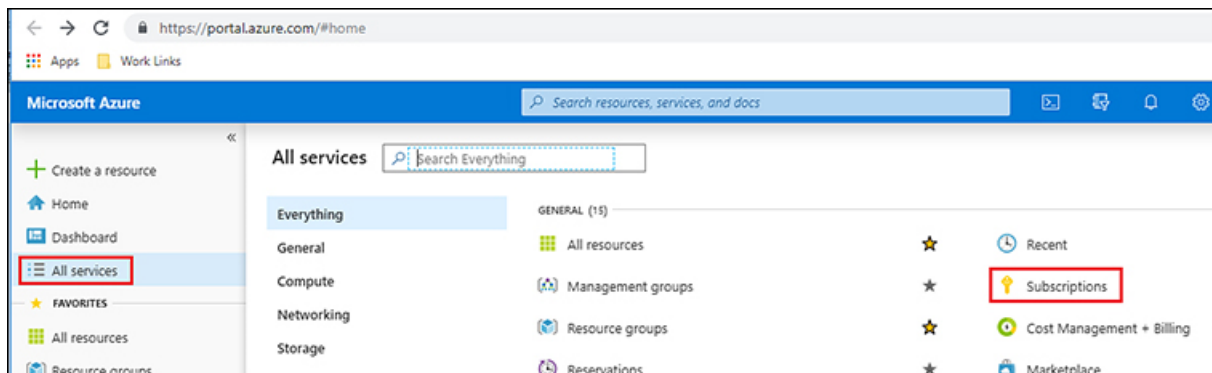 https://portal.azure.com/#home
Apps Work Links
Microsoft Azure
Search resources, services, and docs
«
Create a resource
Home
Dashboard
All services
FAVORITES
All resources
Resource groups
All services
Search Everything
Everything
General
Compute
Networking
Storage
GENERAL (15)
All resources
Management groups
Resource groups
Reservations
Recent
Subscriptions
Cost Management + Billing
Marketplace